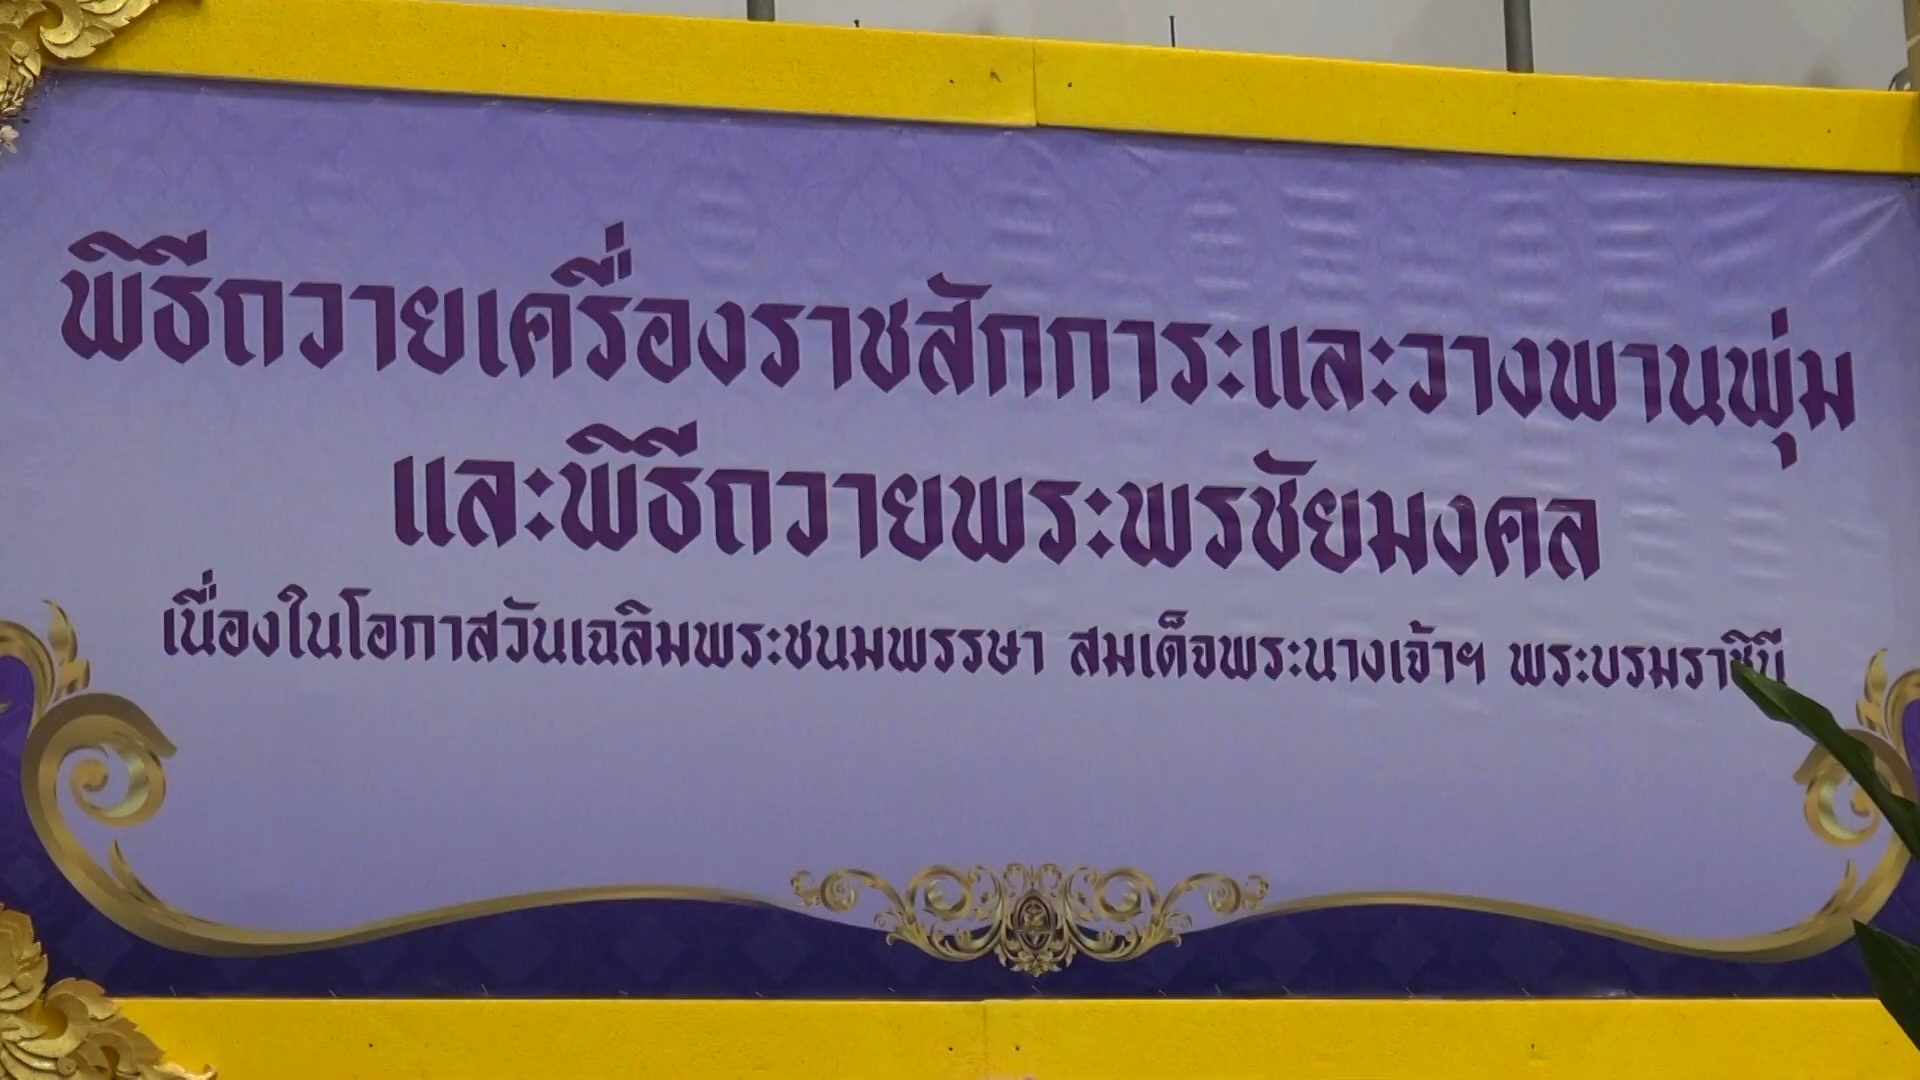 พิธีถวายเครื่องราชสักการะและวางพานพุ่ม
และพิธีถวายพระพรชัยมงคล
เนื่องในโอกาสวันเฉลิมพระชนมพรรษา สมเด็จพระนางเจ้าฯ พระบรมราชินี